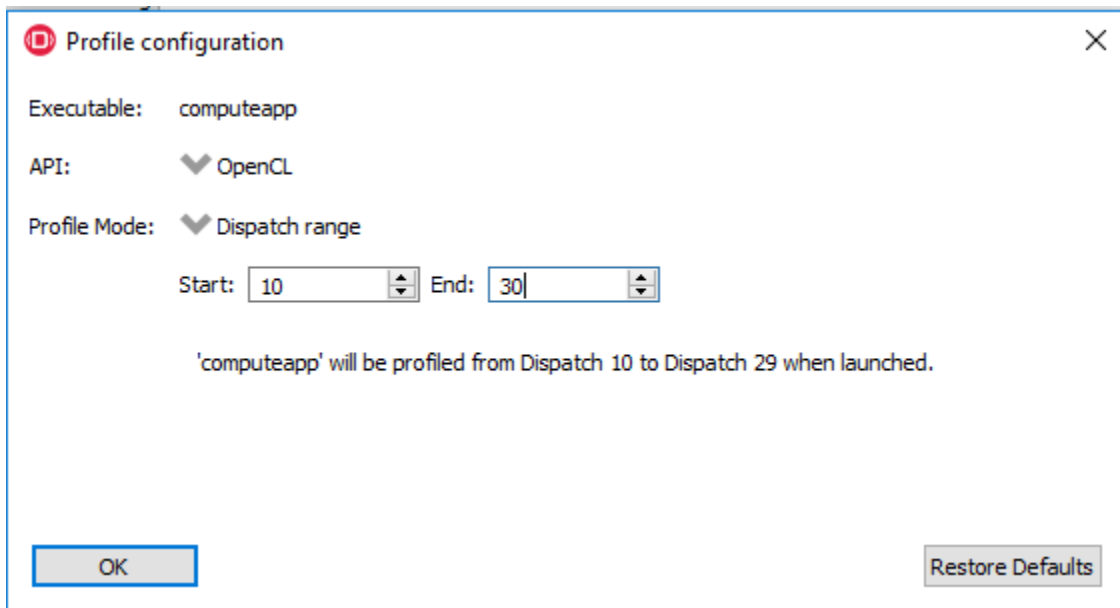 Profile configuration
Executable: computeapp
API: OpenCL
Profile Mode: Dispatch range
Start: 10 End: 30
'computeapp' will be profiled from Dispatch 10 to Dispatch 29 when launched.
OK Restore Defaults